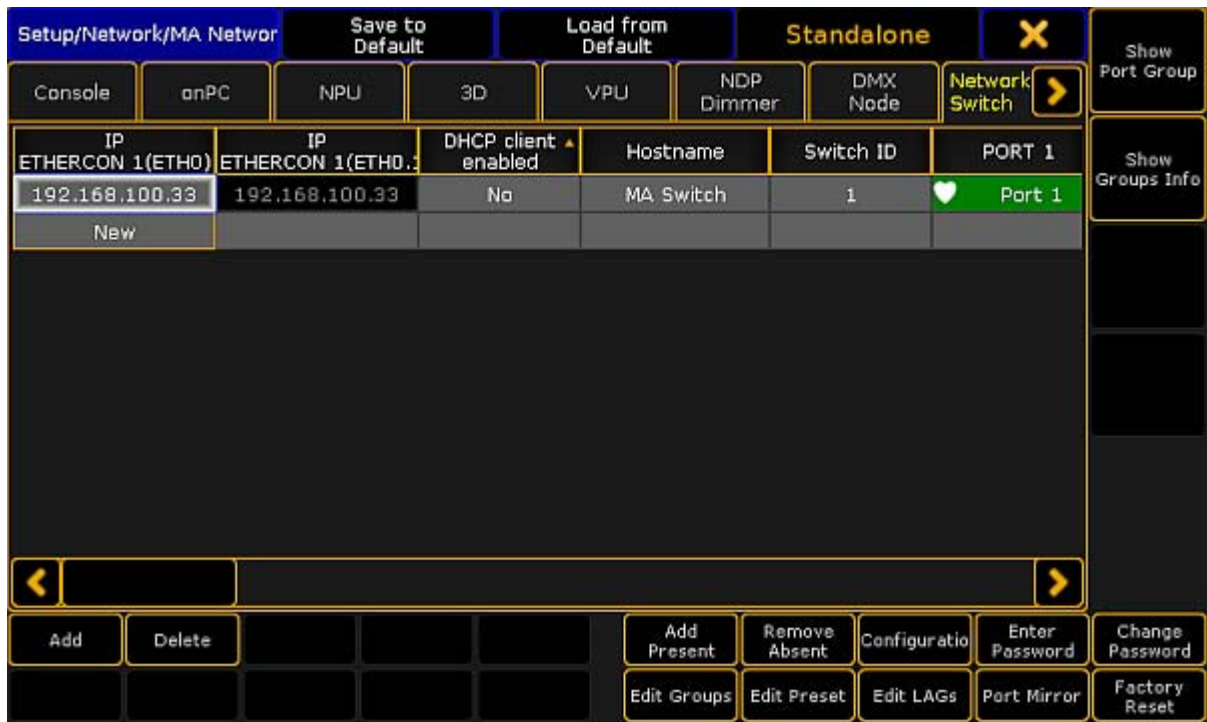 Setup/Network/MA Networ
Save to
Default
Load from
Default
Standalone
Show
Port Group
Console
onPC
NPU
3D
VPU
NDP
Dimmer
DMX
Node
Network
Switch
IP
ETHERCON 1(ETH0)
IP
ETHERCON 1(ETH0.:
DHCP client
enabled
Hostname
Switch ID
PORT 1
Show
Groups Info
192.168.100.33
192.168.100.33
No
MA Switch
1
Port 1
New
Add
Delete
Add
Present
Remove
Absent
Configuratio
Enter
Password
Change
Password
Edit Groups
Edit Preset
Edit LAGs
Port Mirror
Factory
Reset